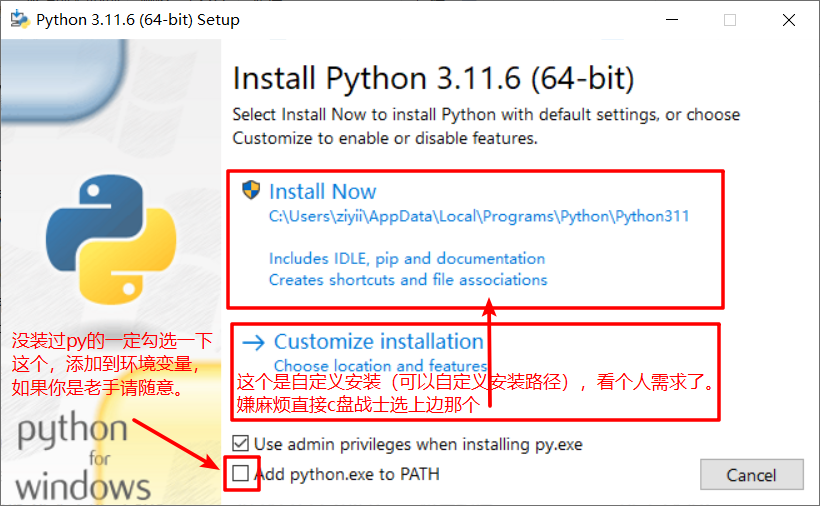 Python 3.11.6 (64-bit) Setup
Install Python 3.11.6 (64-bit)
Select Install Now to install Python with default settings, or choose
Customize to enable or disable features.
Install Now
C:\Users\ziyii\AppData\Local\Programs\Python\Python311
Includes IDLE, pip and documentation
Creates shortcuts and file associations
没装过py的一定勾选一下
这个，添加到环境变量，
如果你是老手请随意。
Customize installation
Choose location and features
这个是自定义安装（可以自定义安装路径），看个人需求了。
嫌麻烦直接c盘战士选上边那个
python
for
windows
Use admin privileges when installing py.exe
Add python.exe to PATH
Cancel